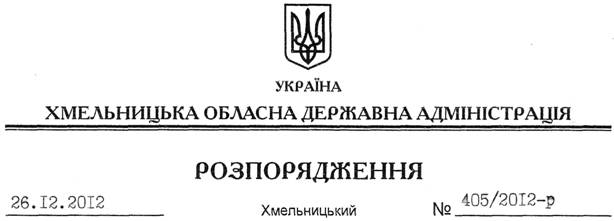 УКРАЇНА
ХМЕЛЬНИЦЬКА ОБЛАСНА ДЕРЖАВНА АДМІНІСТРАЦІЯ
РОЗПОРЯДЖЕННЯ
26.12.2012 Хмельницький № 405/2012-р